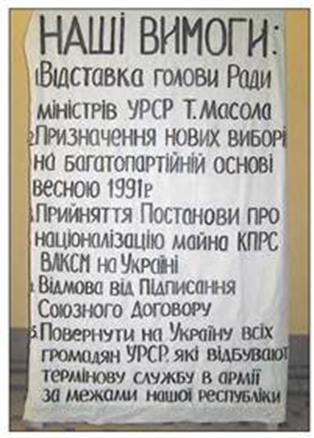 НАШІ ВИМОГИ:
1. Відставка голови Ради
міністрів УРСР Т. Масола
2. Призначення нових виборі
на багатопартійній основі
весною 1991р
3. Прийняття Постанови про
націоналізацію майна КПРС
ВЛКСМ на Україні
4. Відмова від Підписання
Союзного Договору
5. Повернути на Україну всіх
громадян УРСР, які відбувают
термінову службу в армії
за межами нашої республіки